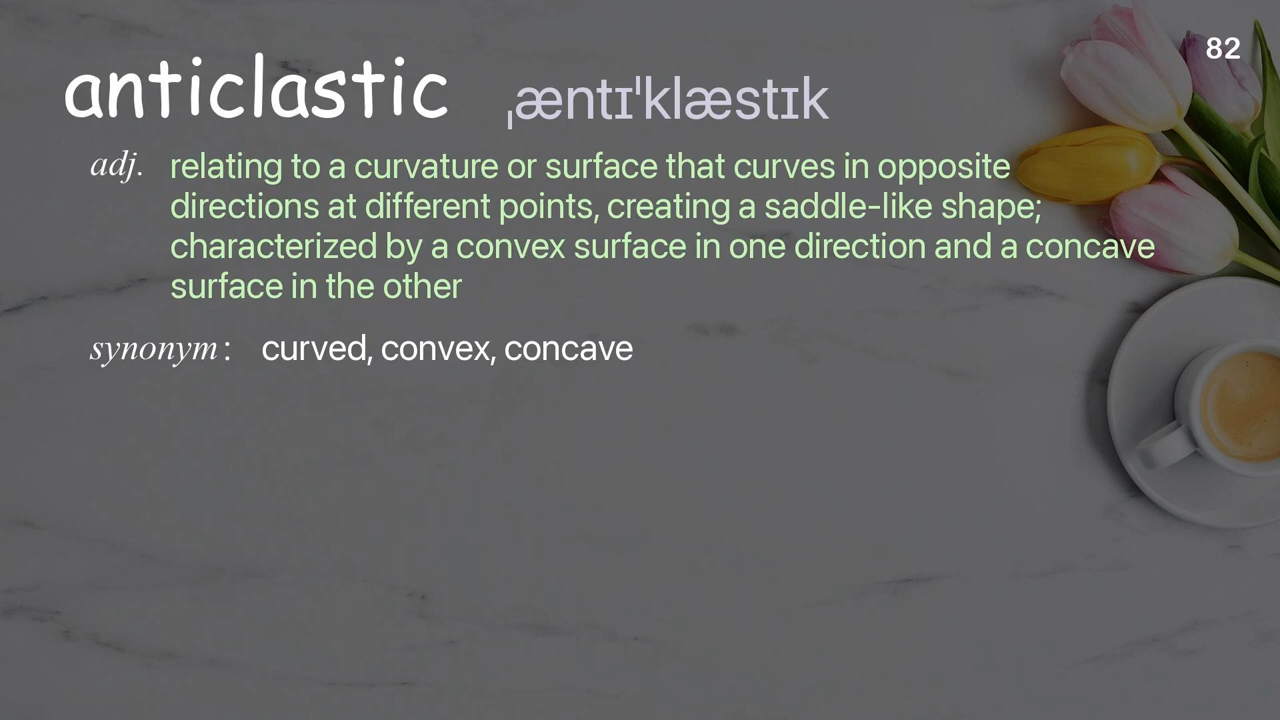 82
anticlastic ˌæntɪˈklæstɪk
adj. relating to a curvature or surface that curves in opposite
directions at different points, creating a saddle-like shape;
characterized by a convex surface in one direction and a concave
surface in the other
synonym : curved, convex, concave